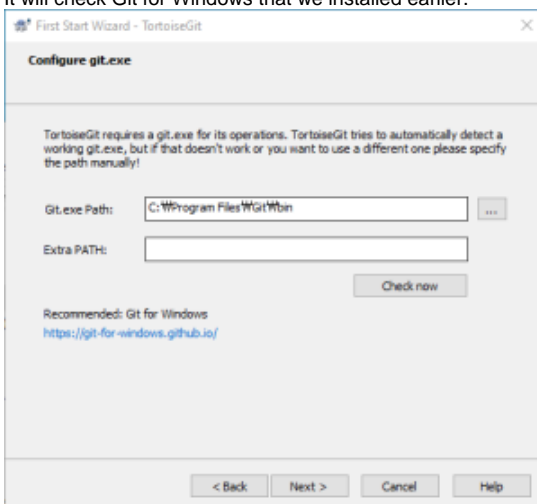 It will check Git for Windows that we installed earlier.
First Start Wizard - TortoiseGit
Configure git.exe
TortoiseGit requires a git.exe for its operations. TortoiseGit tries to automatically detect a
working git.exe, but if that doesn't work or you want to use a different one please specify
the path manually!
Git.exe Path: C:₩Program Files₩Git₩bin ...
Extra PATH:
Check now
Recommended: Git for Windows
https://git-for-windows.github.io/
< Back Next > Cancel Help